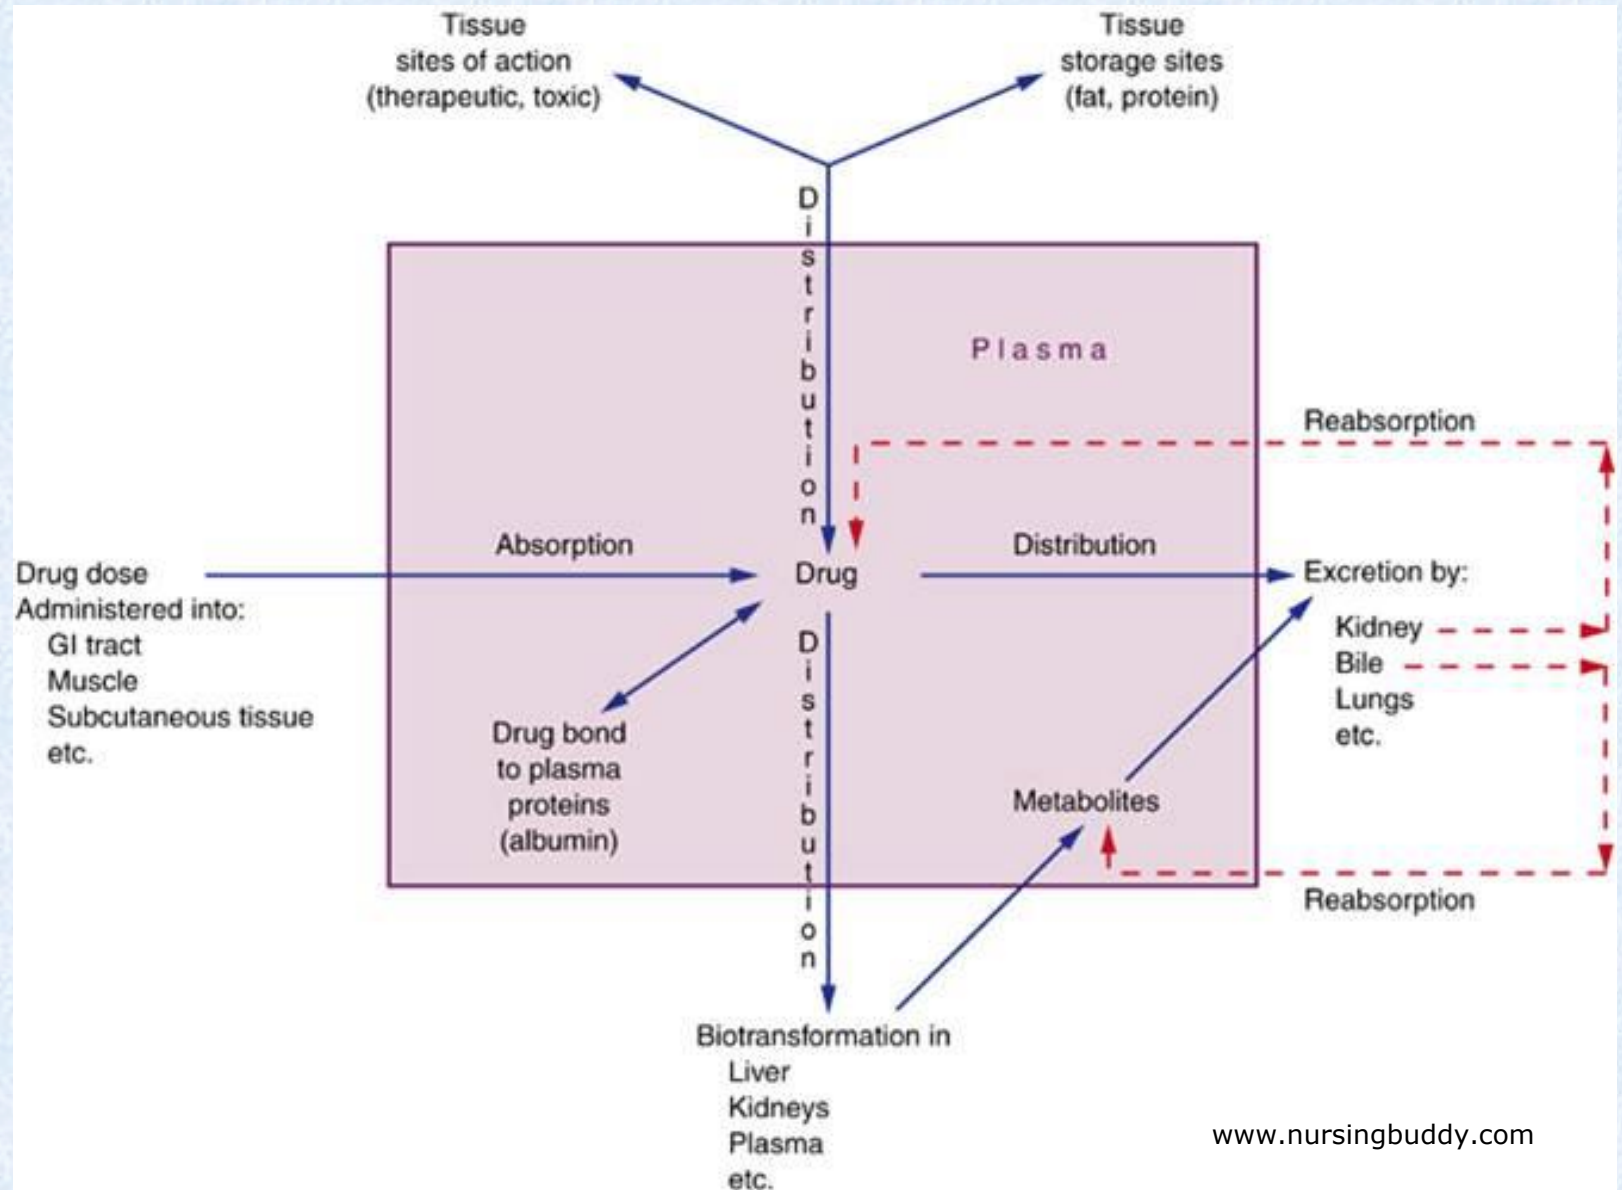 Tissue
sites of action
(therapeutic, toxic)
Tissue
storage sites
(fat, protein)
Distribution
Plasma
Reabsorption
Absorption
Distribution
Drug dose
Administered into:
GI tract
Muscle
Subcutaneous tissue
etc.
Drug
Excretion by:
Kidney
Bile
Lungs
etc.
Distribution
Drug bond
to plasma
proteins
(albumin)
Metabolites
Reabsorption
Biotransformation in
Liver
Kidneys
Plasma
etc.
www.nursingbuddy.com